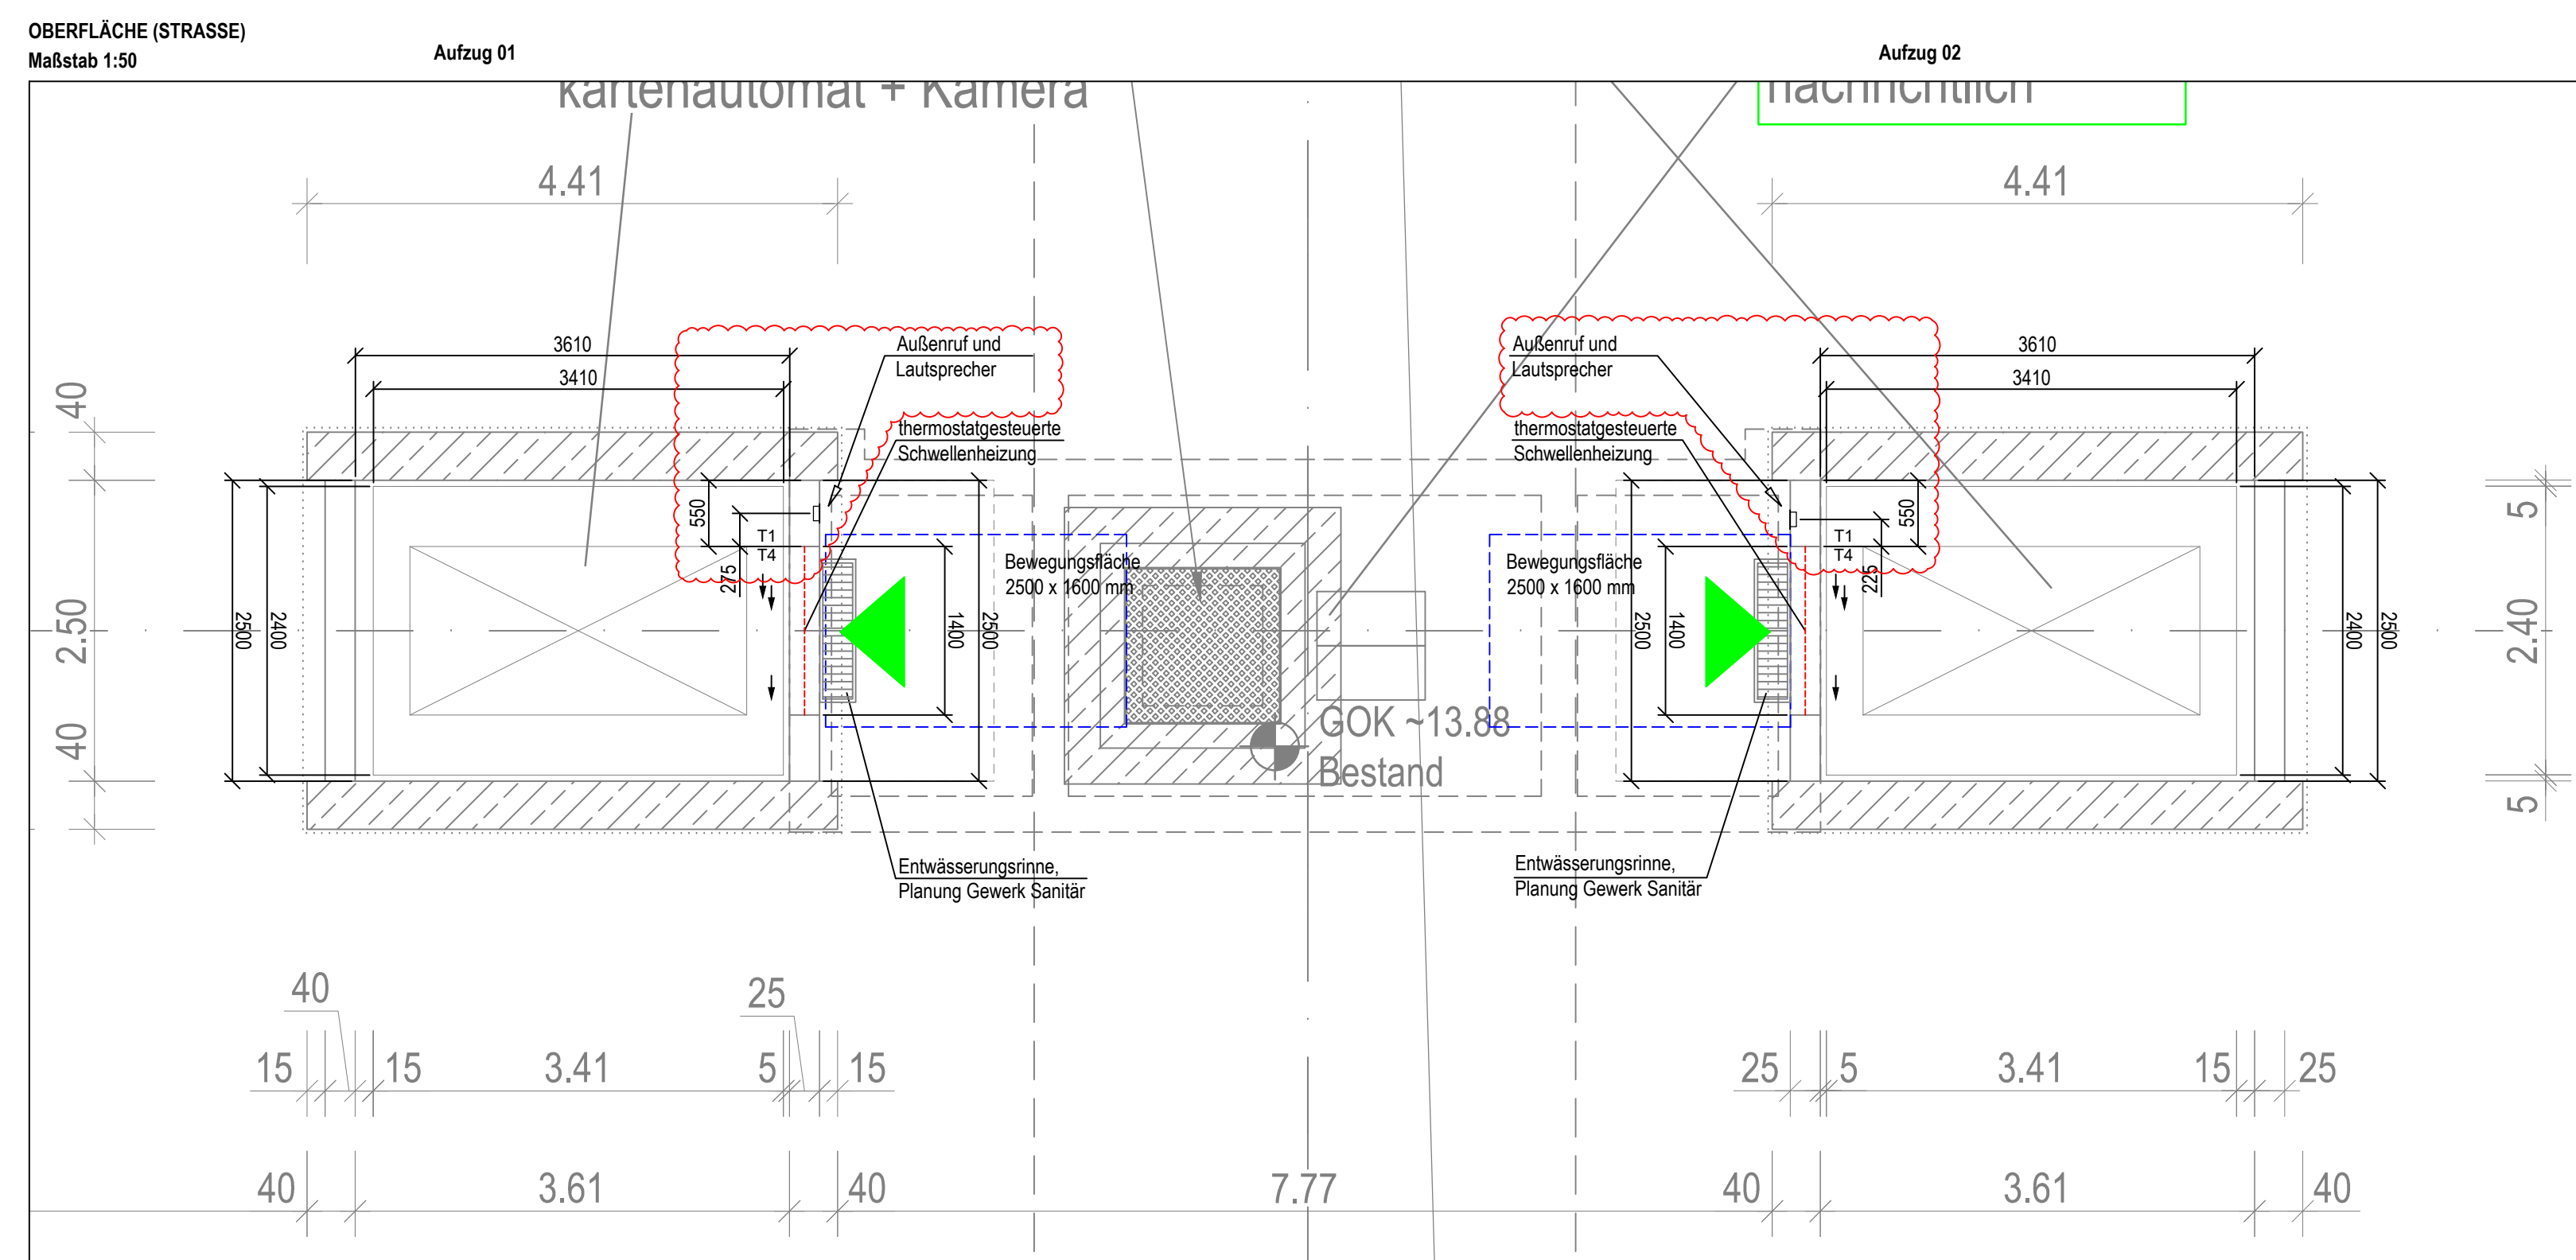 OBERFLÄCHE (STRASSE)
Maßstab 1:50
Aufzug 01
Aufzug 02
kartenautomat + Kamera
nachrichtlich
4.41
4.41
3610
3410
Außenruf und
Lautsprecher
Außenruf und
Lautsprecher
3610
3410
thermostatgesteuerte
Schwellenheizung
thermostatgesteuerte
Schwellenheizung
40
2.50
40
2500
2400
550
275
T1
T4
1400
2500
Bewegungsfläche
2500 x 1600 mm
Bewegungsfläche
2500 x 1600 mm
2500
1400
T1
T4
550
225
2400
2500
5
2.40
5
GOK ~13.88
Bestand
Entwässerungsrinne,
Planung Gewerk Sanitär
Entwässerungsrinne,
Planung Gewerk Sanitär
40
25
15
15
3.41
5
15
25
5
3.41
15
25
40
3.61
40
7.77
40
3.61
40